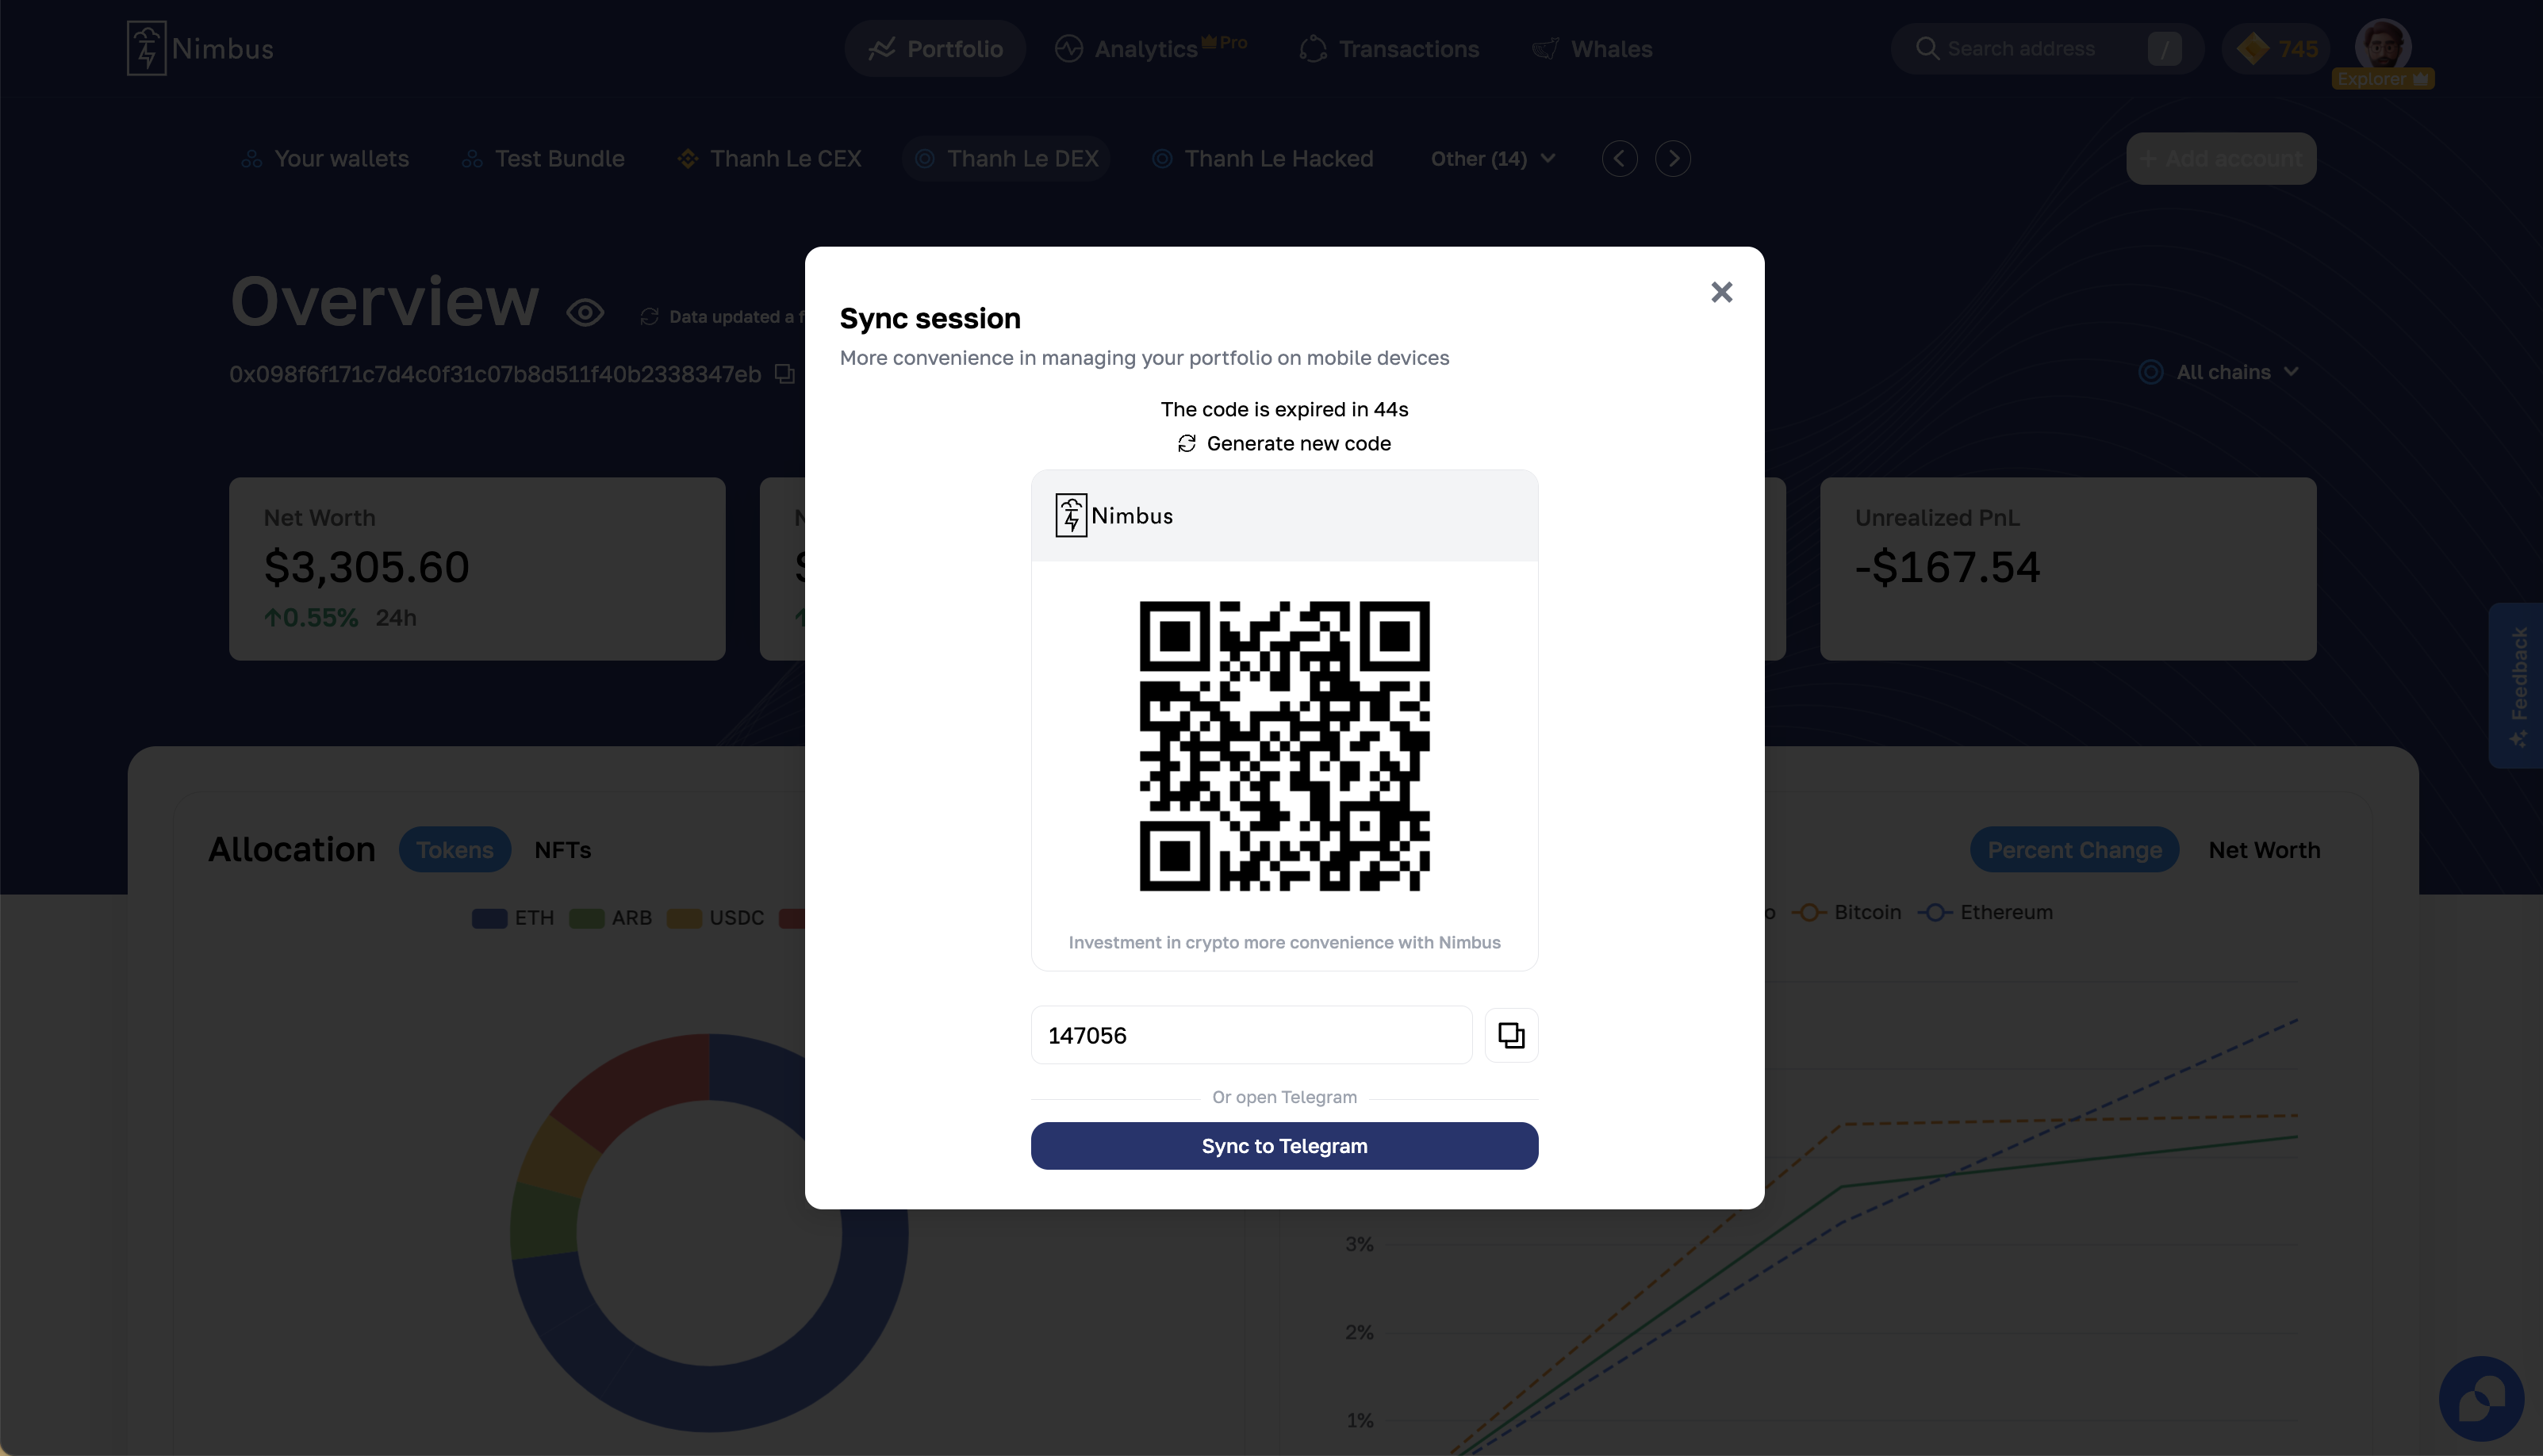 Nimbus
Portfolio
Analytics Pro
Transactions
Whales
Search address /
745
Explorer
Your wallets
Test Bundle
Thanh Le CEX
Thanh Le DEX
Thanh Le Hacked
Other (14)
+ Add account
Overview
Data updated a f
0x098f6f171c7d4c0f31c07b8d511f40b2338347eb
All chains
Net Worth
$3,305.60
↑0.55% 24h
Unrealized PnL
-$167.54
Feedback
Sync session
More convenience in managing your portfolio on mobile devices
The code is expired in 44s
Generate new code
Nimbus
Investment in crypto more convenience with Nimbus
147056
Or open Telegram
Sync to Telegram
Allocation
Tokens
NFTs
ETH
ARB
USDC
Percent Change
Net Worth
Bitcoin
Ethereum
3%
2%
1%